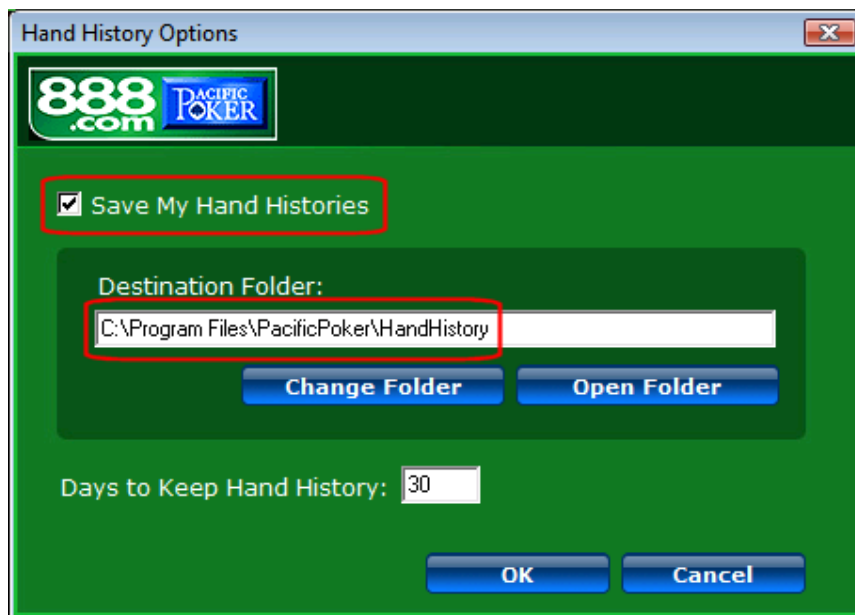 Hand History Options
888
.com
PACIFIC
POKER
Save My Hand Histories
Destination Folder:
C:\Program Files\PacificPoker\HandHistory
Change Folder
Open Folder
Days to Keep Hand History: 30
OK
Cancel